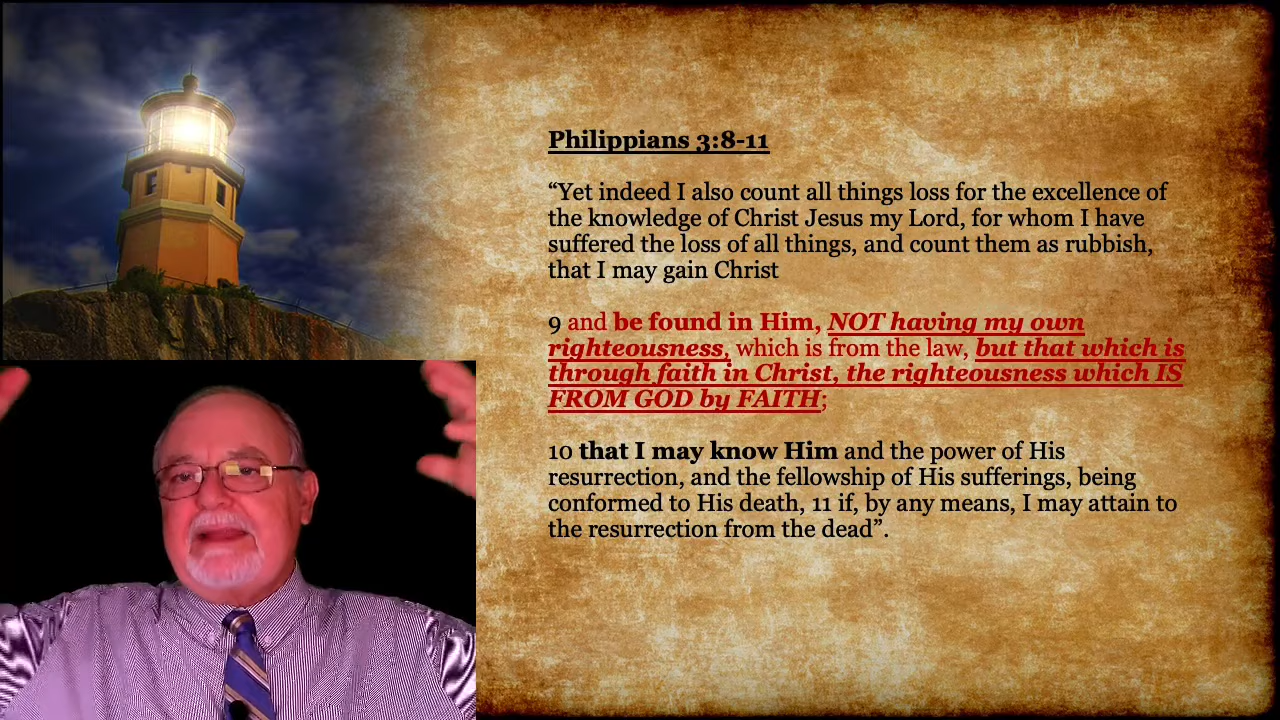 Philippians 3:8-11
“Yet indeed I also count all things loss for the excellence of
the knowledge of Christ Jesus my Lord, for whom I have
suffered the loss of all things, and count them as rubbish,
that I may gain Christ
9 and be found in Him, NOT having my own
righteousness, which is from the law, but that which is
through faith in Christ, the righteousness which IS
FROM GOD by FAITH;
10 that I may know Him and the power of His
resurrection, and the fellowship of His sufferings, being
conformed to His death, 11 if, by any means, I may attain to
the resurrection from the dead”.